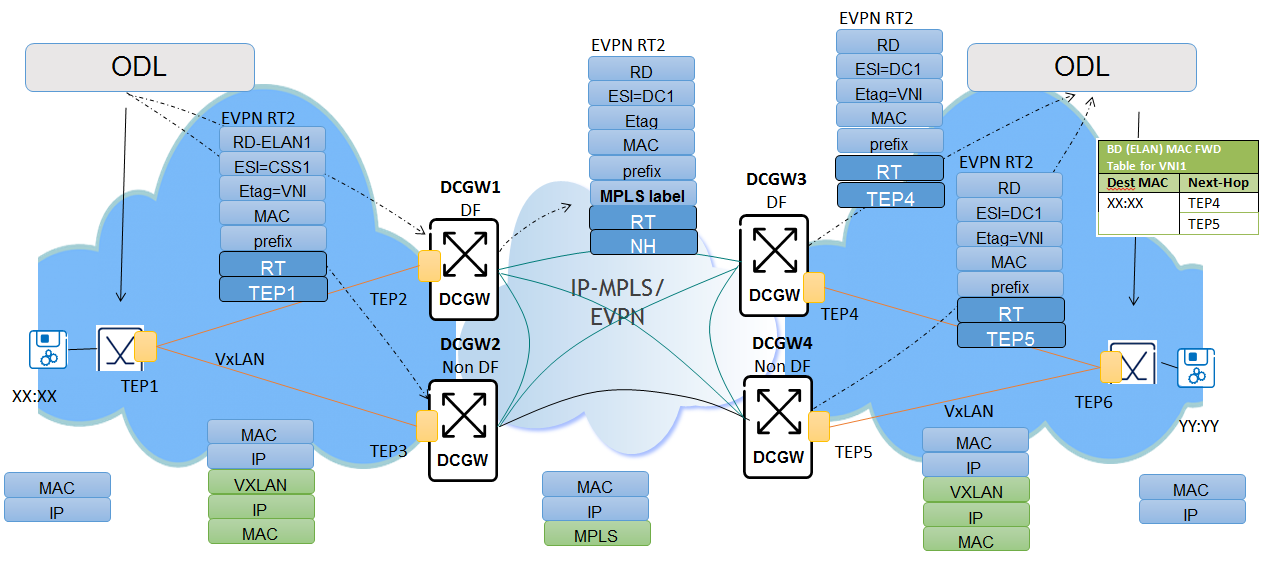 ODL
EVPN RT2
RD-ELAN1
ESI=CSS1
Etag=VNI
MAC
prefix
RT
TEP1
EVPN RT2
RD
ESI=DC1
Etag
MAC
prefix
MPLS label
RT
NH
EVPN RT2
RD
ESI=DC1
Etag=VNI
MAC
prefix
RT
TEP4
ODL
EVPN RT2
RD
ESI=DC1
Etag=VNI
MAC
prefix
RT
TEP5
BD (ELAN) MAC FWD
Table for VNI1
Dest MAC Next-Hop
XX:XX TEP4
TEP5
DCGW1
DF
DCGW
TEP2
DCGW2
Non DF
DCGW
TEP3
IP-MPLS/
EVPN
DCGW3
DF
DCGW
TEP4
DCGW4
Non DF
DCGW
TEP5
XX:XX
TEP1
VxLAN
VxLAN
TEP6
YY:YY
MAC
IP
MAC
IP
VXLAN
IP
MAC
MAC
IP
MPLS
MAC
IP
VXLAN
IP
MAC
MAC
IP